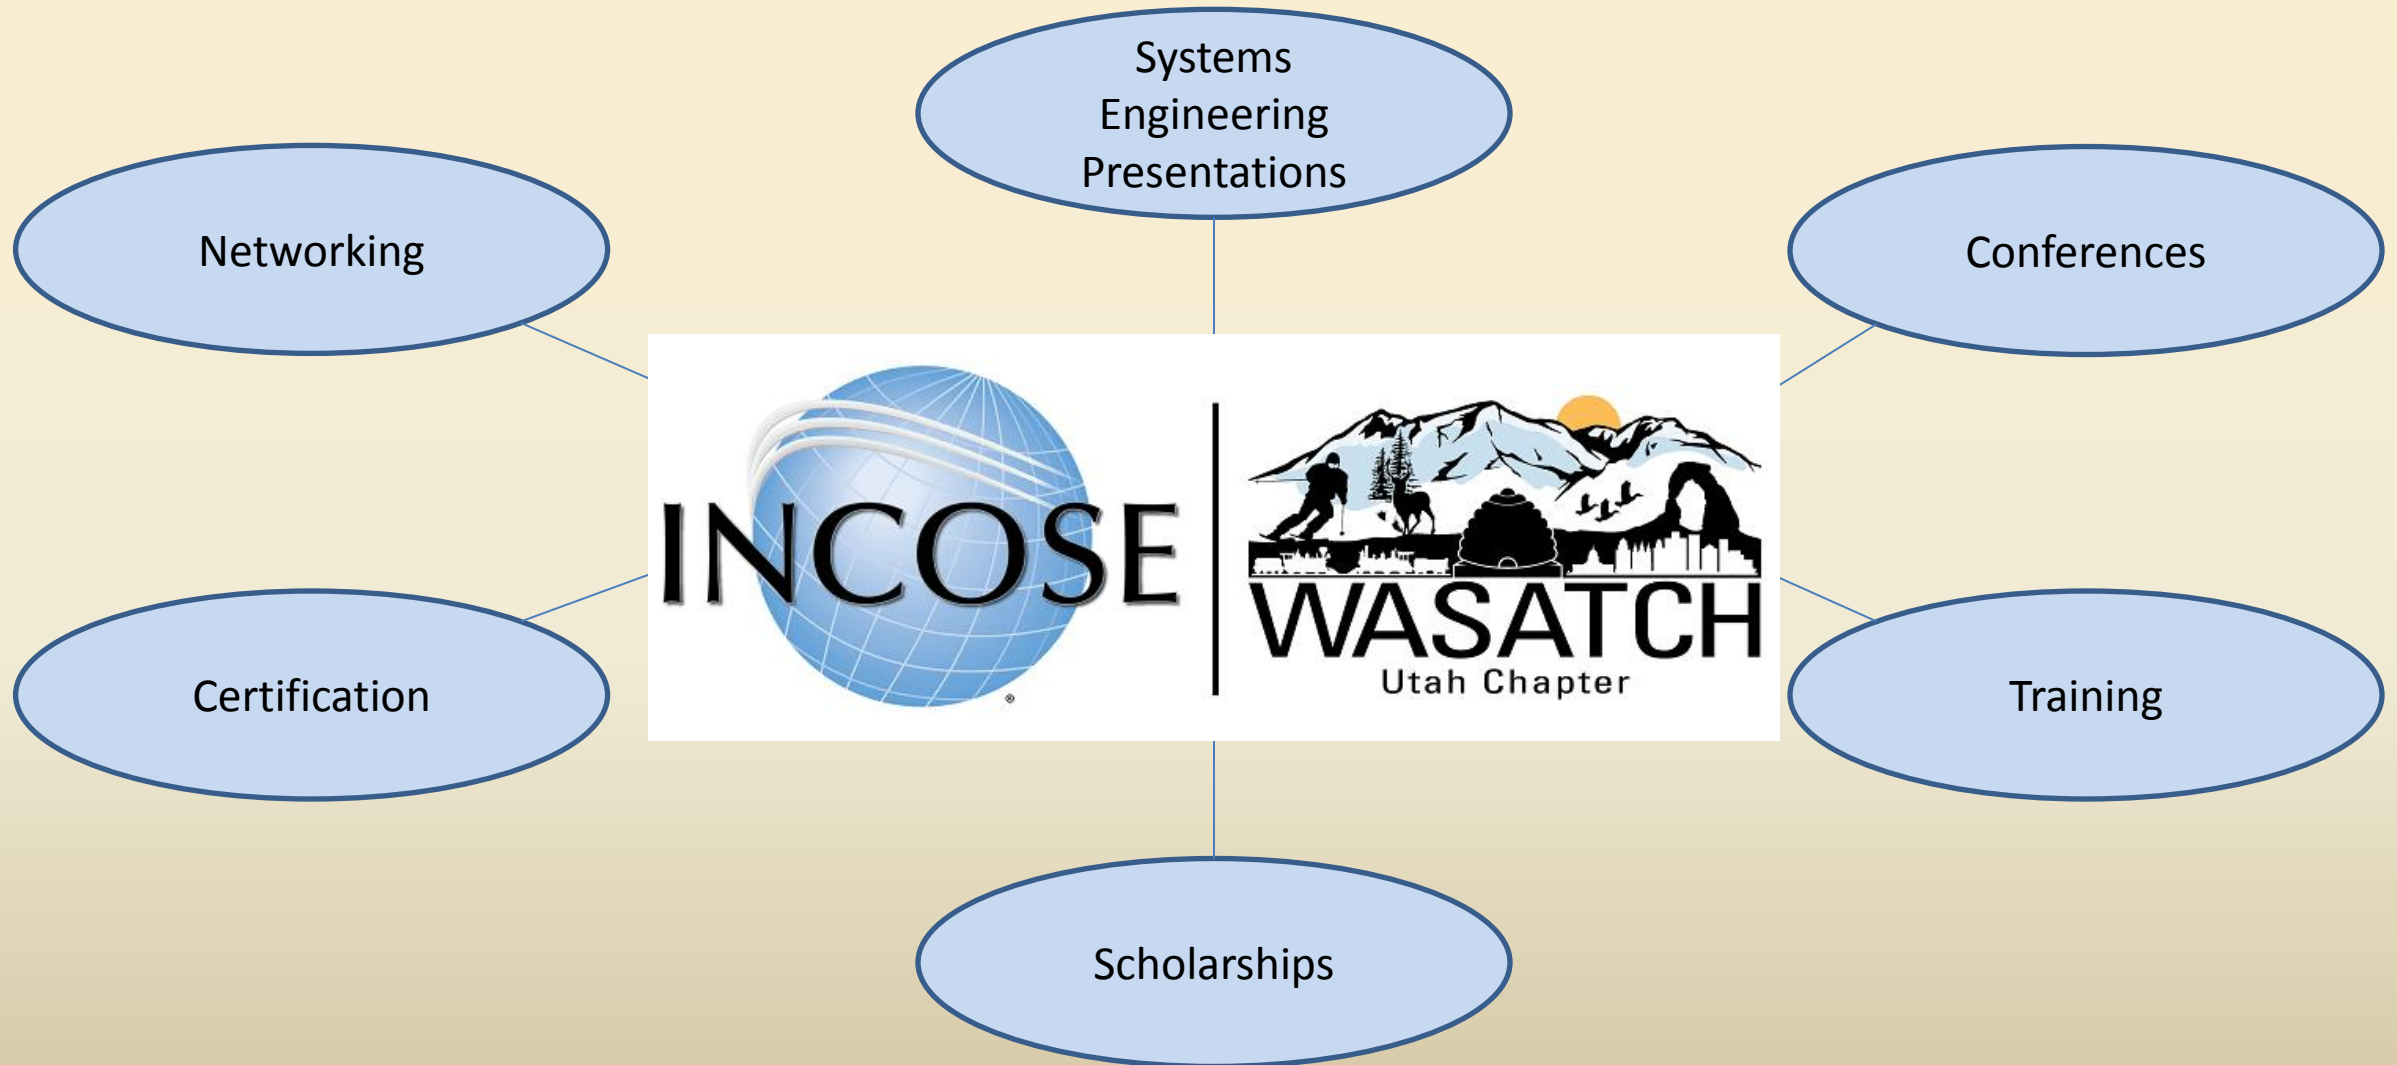 Systems
Engineering
Presentations
Networking
Conferences
INCOSE
®
WASATCH
Utah Chapter
Certification
Training
Scholarships